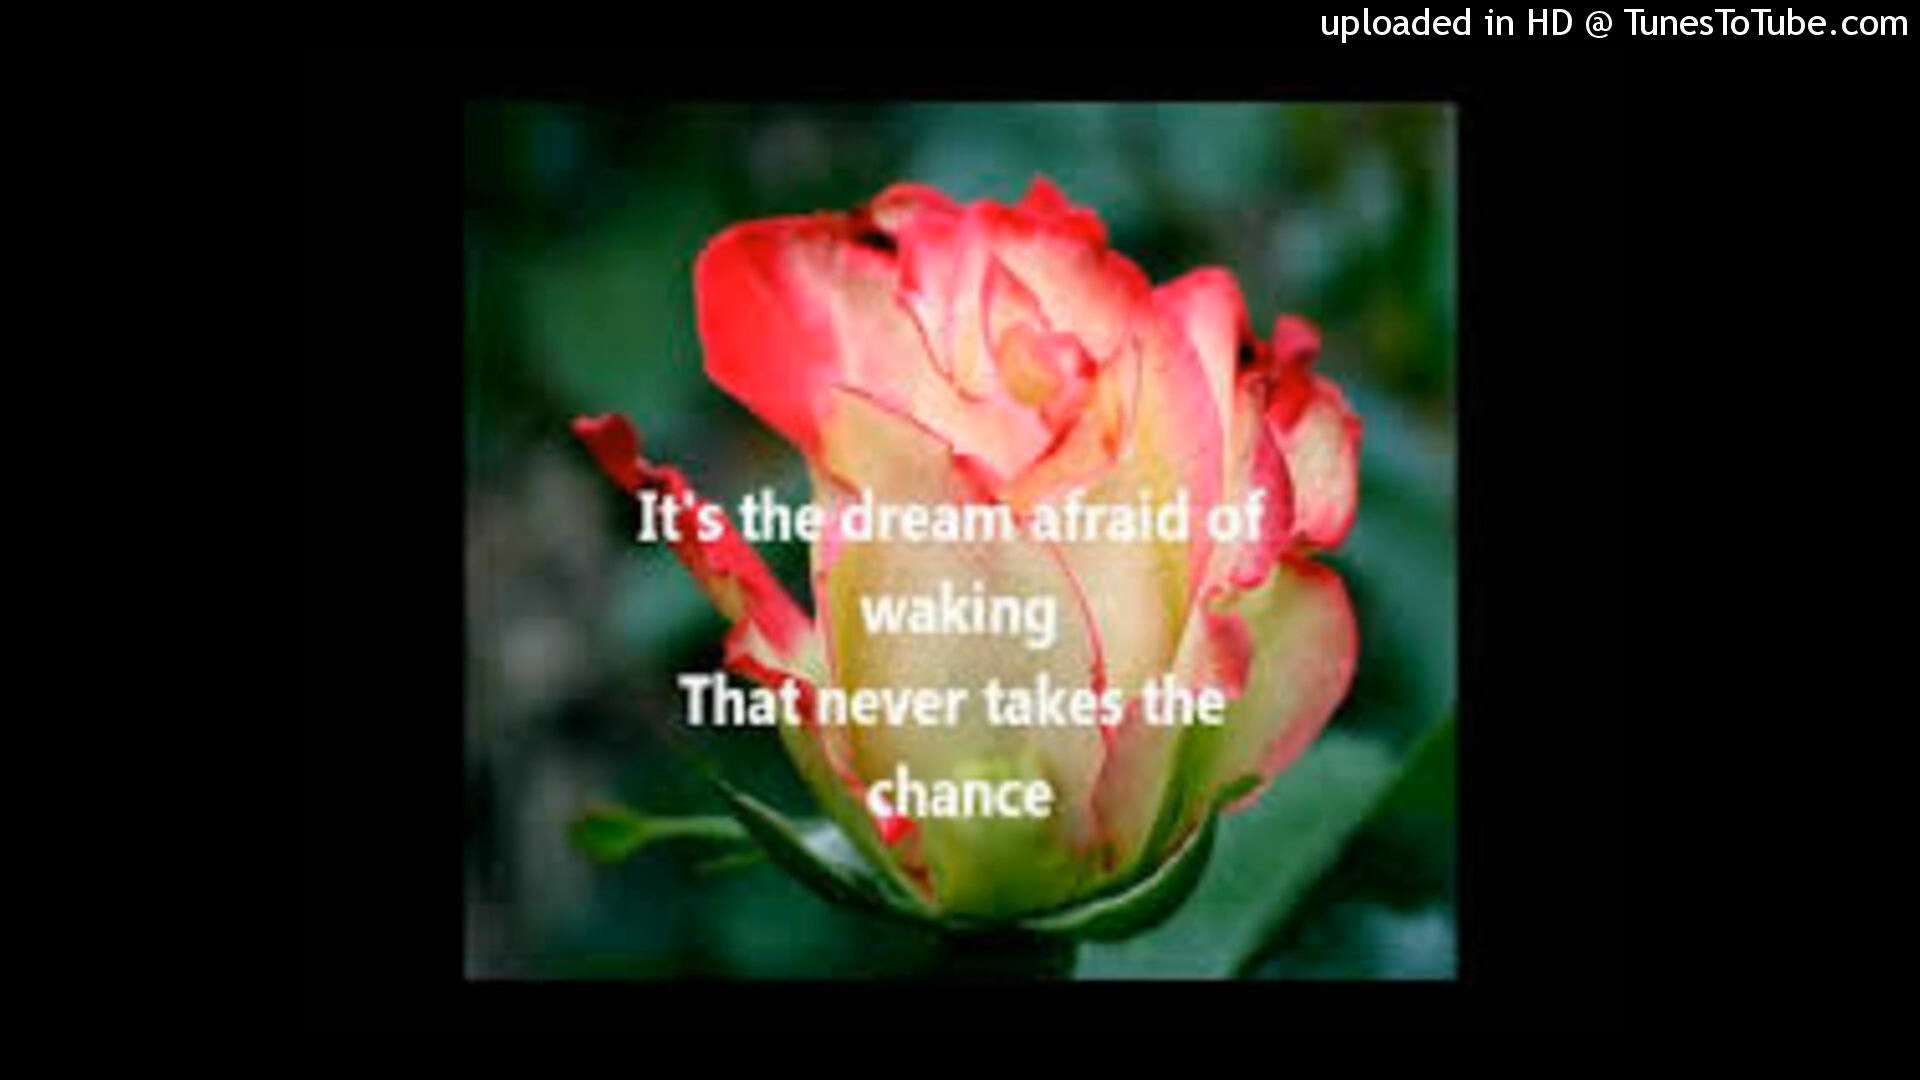 uploaded in HD @ TunesToTube.com
It's the dream afraid of
waking
That never takes the
chance